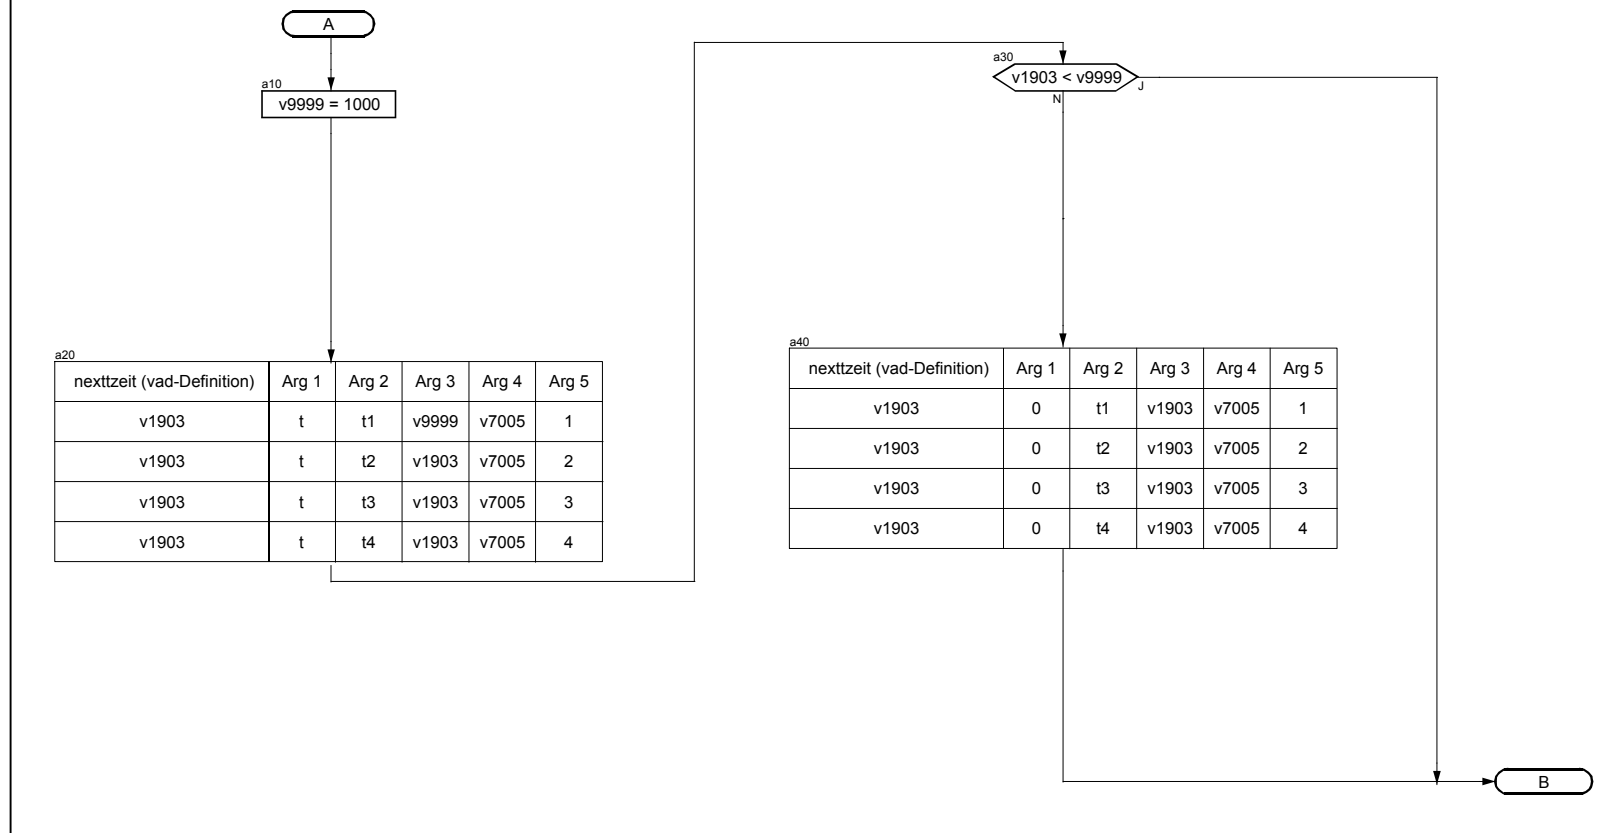 A
a10
v9999 = 1000
a20
nexttzeit (vad-Definition) Arg 1 Arg 2 Arg 3 Arg 4 Arg 5
v1903 t t1 v9999 v7005 1
v1903 t t2 v1903 v7005 2
v1903 t t3 v1903 v7005 3
v1903 t t4 v1903 v7005 4
a30
v1903 < v9999
J
N
a40
nexttzeit (vad-Definition) Arg 1 Arg 2 Arg 3 Arg 4 Arg 5
v1903 0 t1 v1903 v7005 1
v1903 0 t2 v1903 v7005 2
v1903 0 t3 v1903 v7005 3
v1903 0 t4 v1903 v7005 4
B